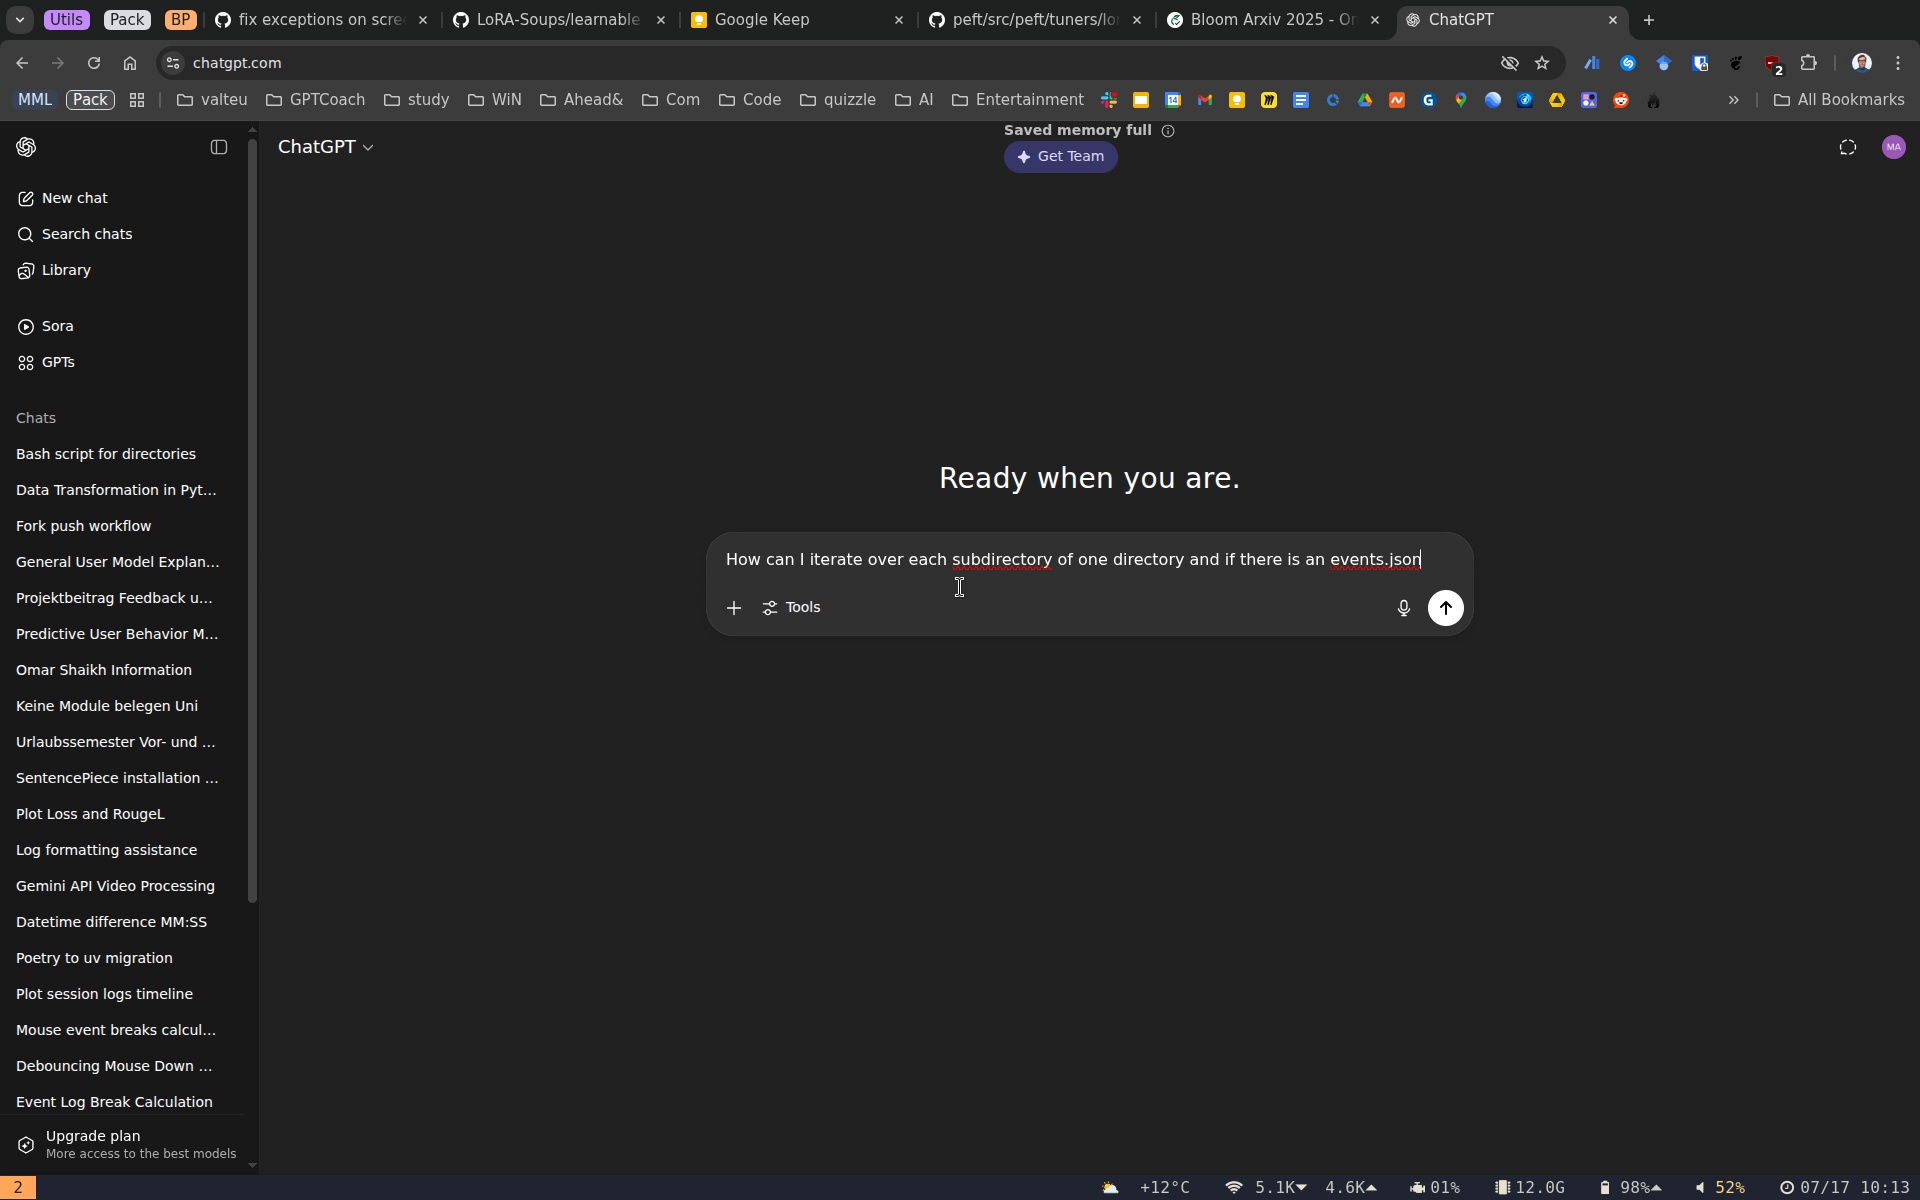 Utils Pack BP fix exceptions on scre LoRA-Soups/learnable Google Keep peft/src/peft/tuners/lo Bloom Arxiv 2025 - On ChatGPT
chatgpt.com 2
MML Pack valteu GPTCoach study WiN Ahead& Com Code quizzle AI Entertainment » All Bookmarks
Saved memory full
ChatGPT Get Team MA
New chat
Search chats
Library
Sora
GPTs
Chats
Bash script for directories
Data Transformation in Pyt...
Fork push workflow
General User Model Explan...
Projektbeitrag Feedback u...
Predictive User Behavior M...
Omar Shaikh Information
Keine Module belegen Uni
Urlaubssemester Vor- und ...
SentencePiece installation ...
Plot Loss and RougeL
Log formatting assistance
Gemini API Video Processing
Datetime difference MM:SS
Poetry to uv migration
Plot session logs timeline
Mouse event breaks calcul...
Debouncing Mouse Down ...
Event Log Break Calculation
Upgrade plan
More access to the best models
Ready when you are.
How can I iterate over each subdirectory of one directory and if there is an events.json
Tools
2 +12°C 5.1K 4.6K 01% 12.0G 98% 52% 07/17 10:13